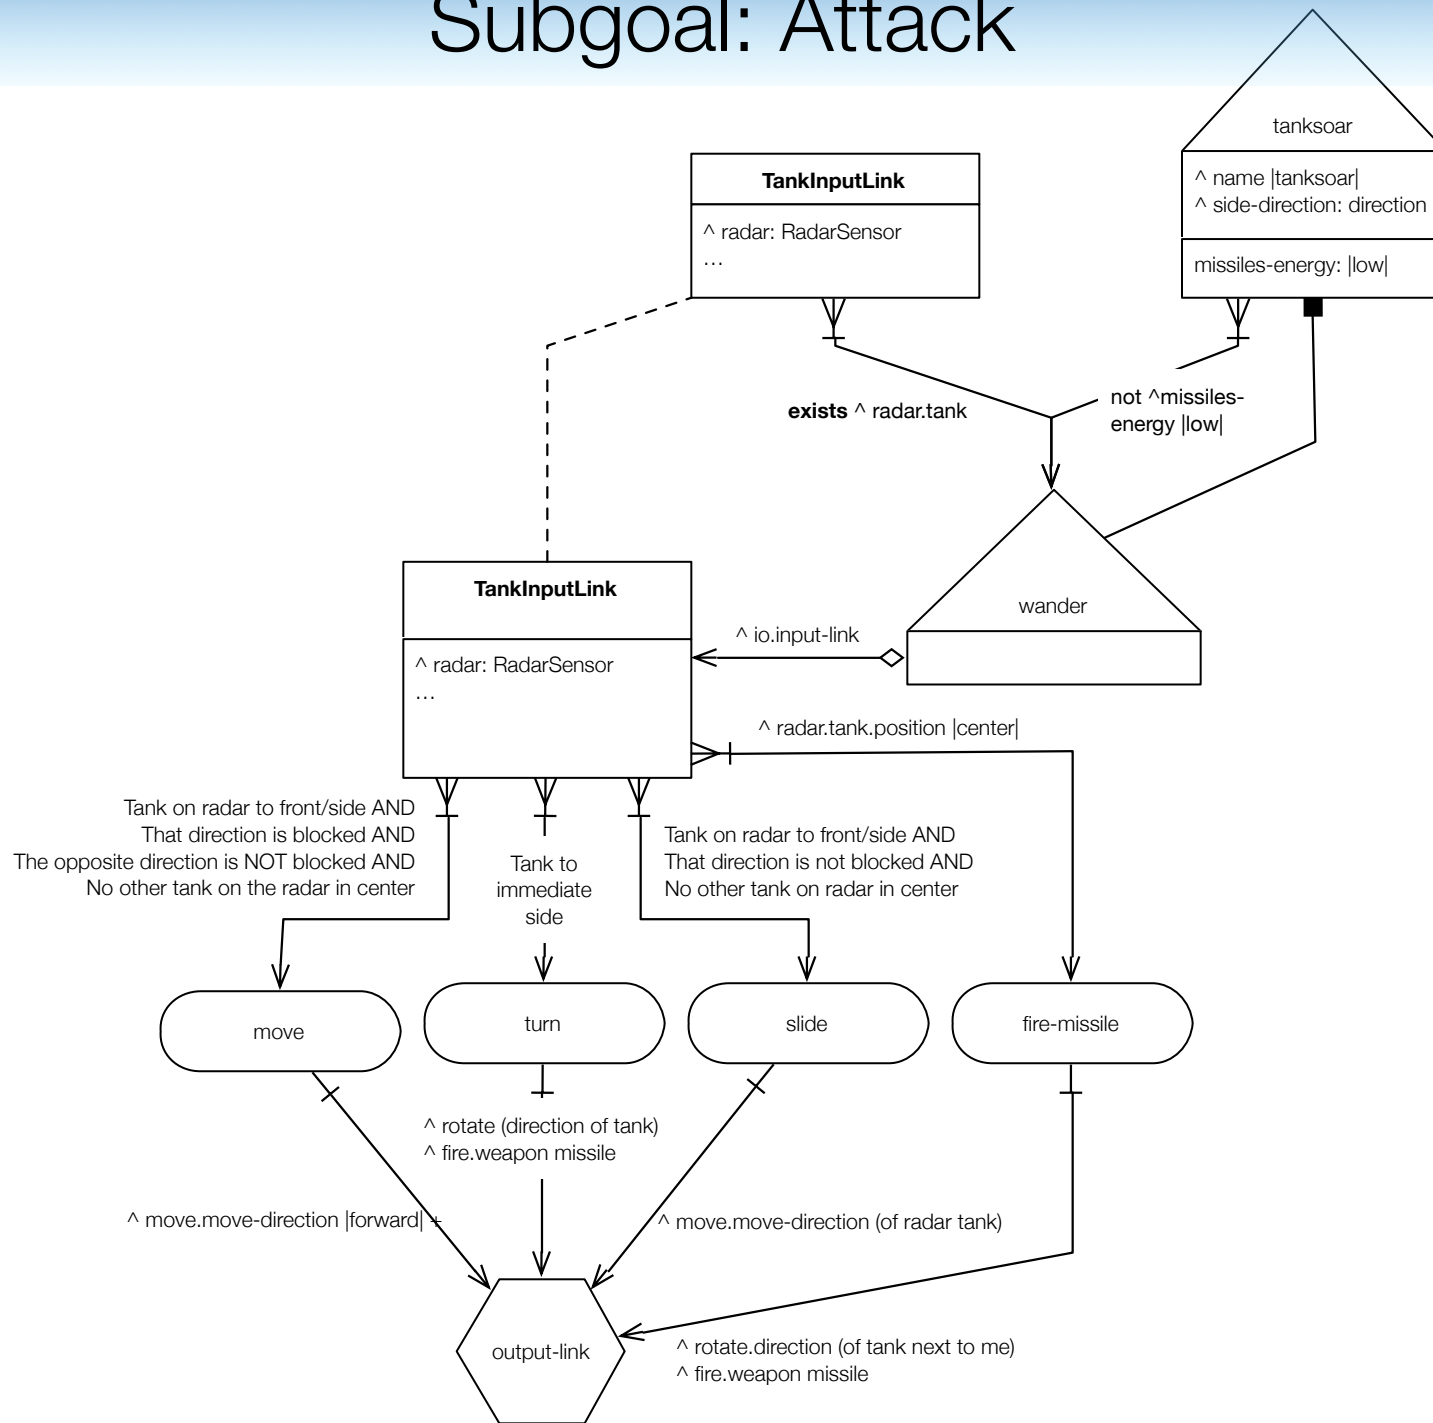 Subgoal: Attack
tanksoar
^ name |tanksoar|
^ side-direction: direction
missiles-energy: |low|
TankInputLink
^ radar: RadarSensor
...
exists ^ radar.tank
not ^missiles-
energy |low|
wander
^ io.input-link
TankInputLink
^ radar: RadarSensor
...
^ radar.tank.position |center|
Tank on radar to front/side AND
That direction is blocked AND
The opposite direction is NOT blocked AND
No other tank on the radar in center
Tank to
immediate
side
Tank on radar to front/side AND
That direction is not blocked AND
No other tank on radar in center
move
turn
slide
fire-missile
^ rotate (direction of tank)
^ fire.weapon missile
^ move.move-direction |forward| +
^ move.move-direction (of radar tank)
output-link
^ rotate.direction (of tank next to me)
^ fire.weapon missile